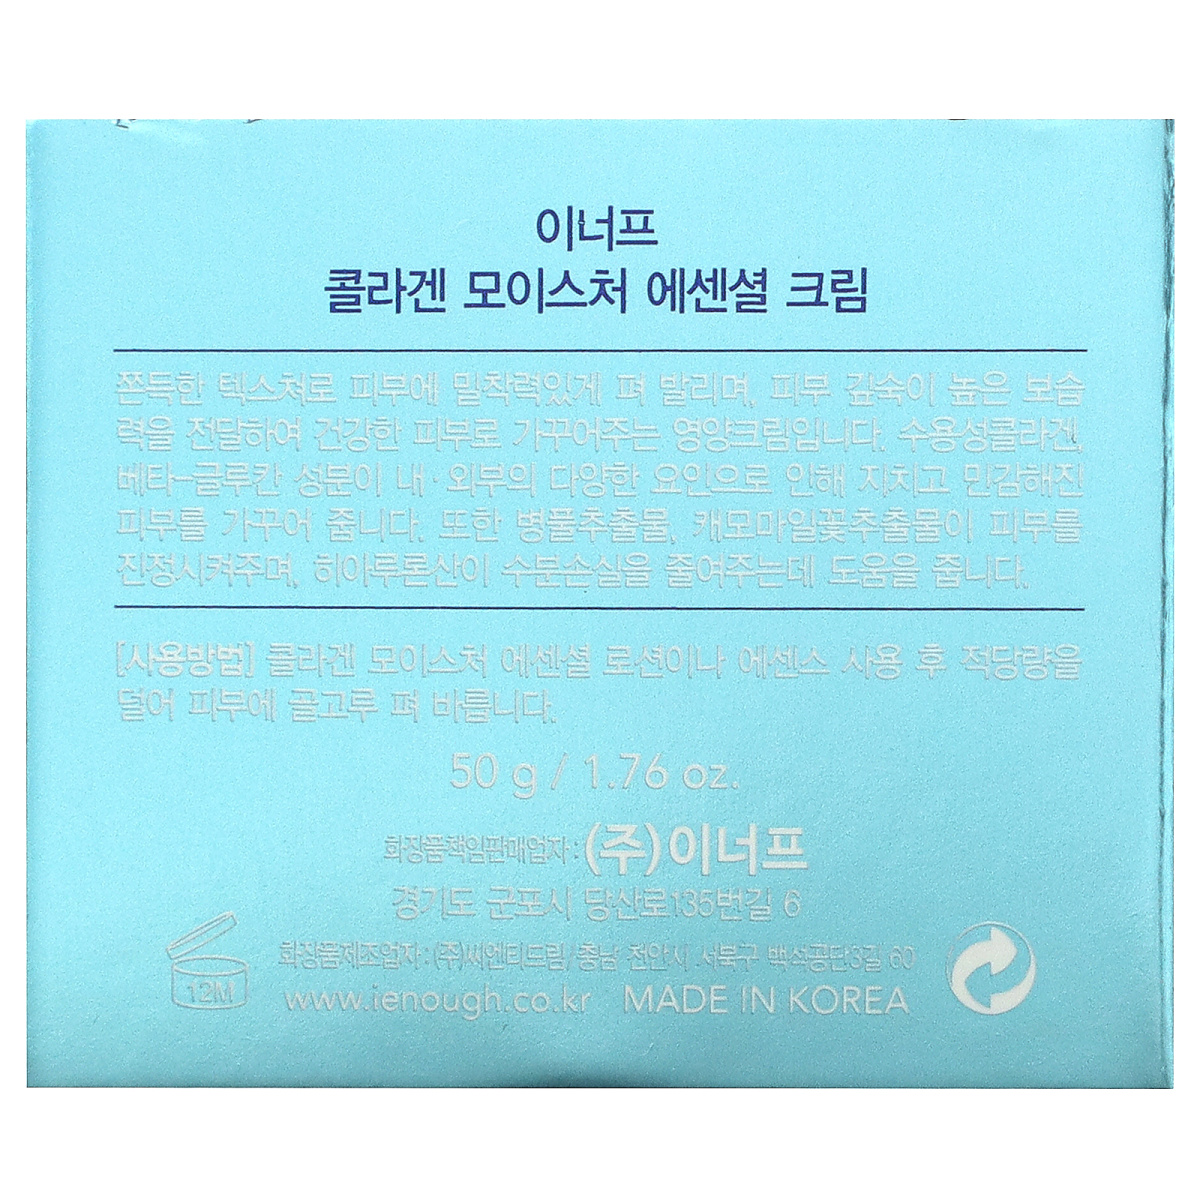 이너프
콜라겐 모이스처 에센셜 크림
쫀득한 텍스쳐로 피부에 밀착력있게 펴 발리며, 피부 깊숙이 높은 보습
력을 전달하여 건강한 피부로 가꾸어주는 영양크림입니다. 수용성콜라겐,
베타-글루칸 성분이 내·외부의 다양한 요인으로 인해 지치고 민감해진
피부를 가꾸어 줍니다. 또한 병풀추출물, 캐모마일꽃추출물이 피부를
진정시켜주며, 히아루론산이 수분손실을 줄여주는데 도움을 줍니다.
[사용방법] 콜라겐 모이스처 에센셜 로션이나 에센스 사용 후 적당량을
덜어 피부에 골고루 펴 바릅니다.
50 g / 1.76 oz.
화장품책임판매업자 : (주)이너프
경기도 군포시 당산로135번길 6
화장품제조업자 : (주)씨엔티드림/ 충남 천안시 서북구 백석공단3길 60
12M
www.ienough.co.kr MADE IN KOREA